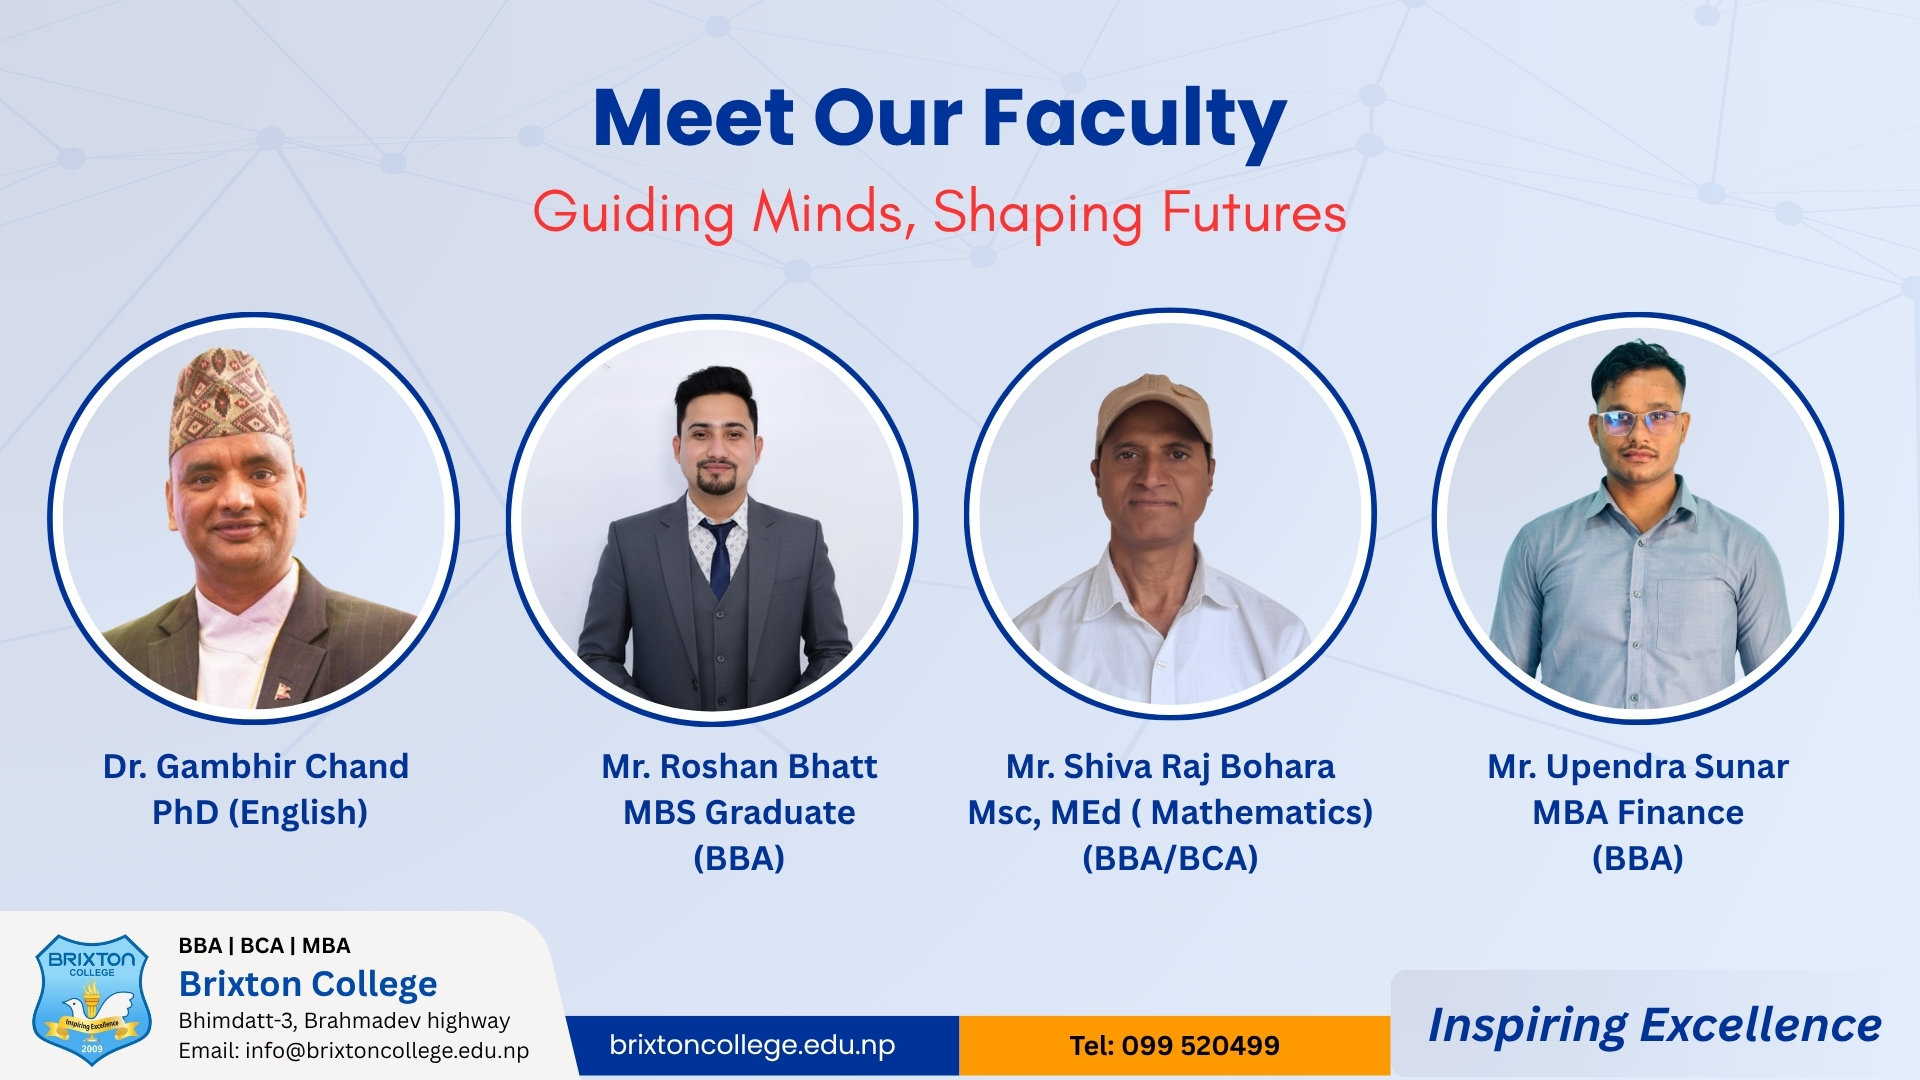 Meet Our Faculty
Guiding Minds, Shaping Futures
Dr. Gambhir Chand
PhD (English)
Mr. Roshan Bhatt
MBS Graduate
(BBA)
Mr. Shiva Raj Bohara
Msc, MEd ( Mathematics)
(BBA/BCA)
Mr. Upendra Sunar
MBA Finance
(BBA)
BRIXTON
COLLEGE
Inspiring Excellence
2009
BBA | BCA | MBA
Brixton College
Bhimdatt-3, Brahmadev highway
Email: info@brixtoncollege.edu.np
brixtoncollege.edu.np
Tel: 099 520499
Inspiring Excellence